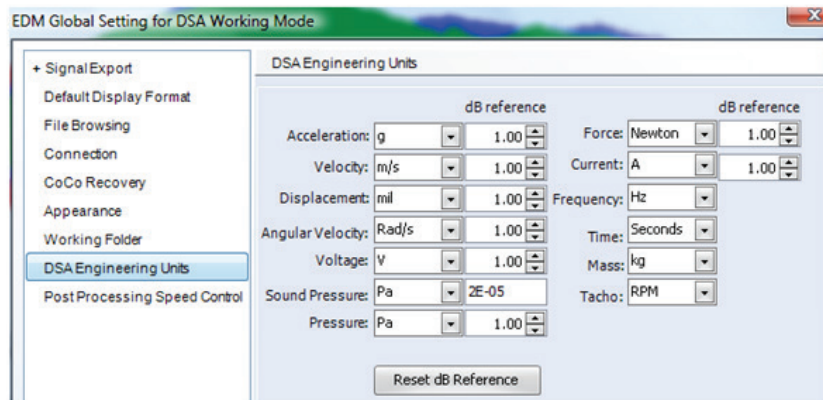 EDM Global Setting for DSA Working Mode
+ Signal Export
Default Display Format
File Browsing
Connection
CoCo Recovery
Appearance
Working Folder
DSA Engineering Units
Post Processing Speed Control
DSA Engineering Units
dB reference
Acceleration: g 1.00
Velocity: m/s 1.00
Displacement: mil 1.00
Angular Velocity: Rad/s 1.00
Voltage: V 1.00
Sound Pressure: Pa 2E-05
Pressure: Pa 1.00
dB reference
Force: Newton 1.00
Current: A 1.00
Frequency: Hz
Time: Seconds
Mass: kg
Tacho: RPM
Reset dB Reference